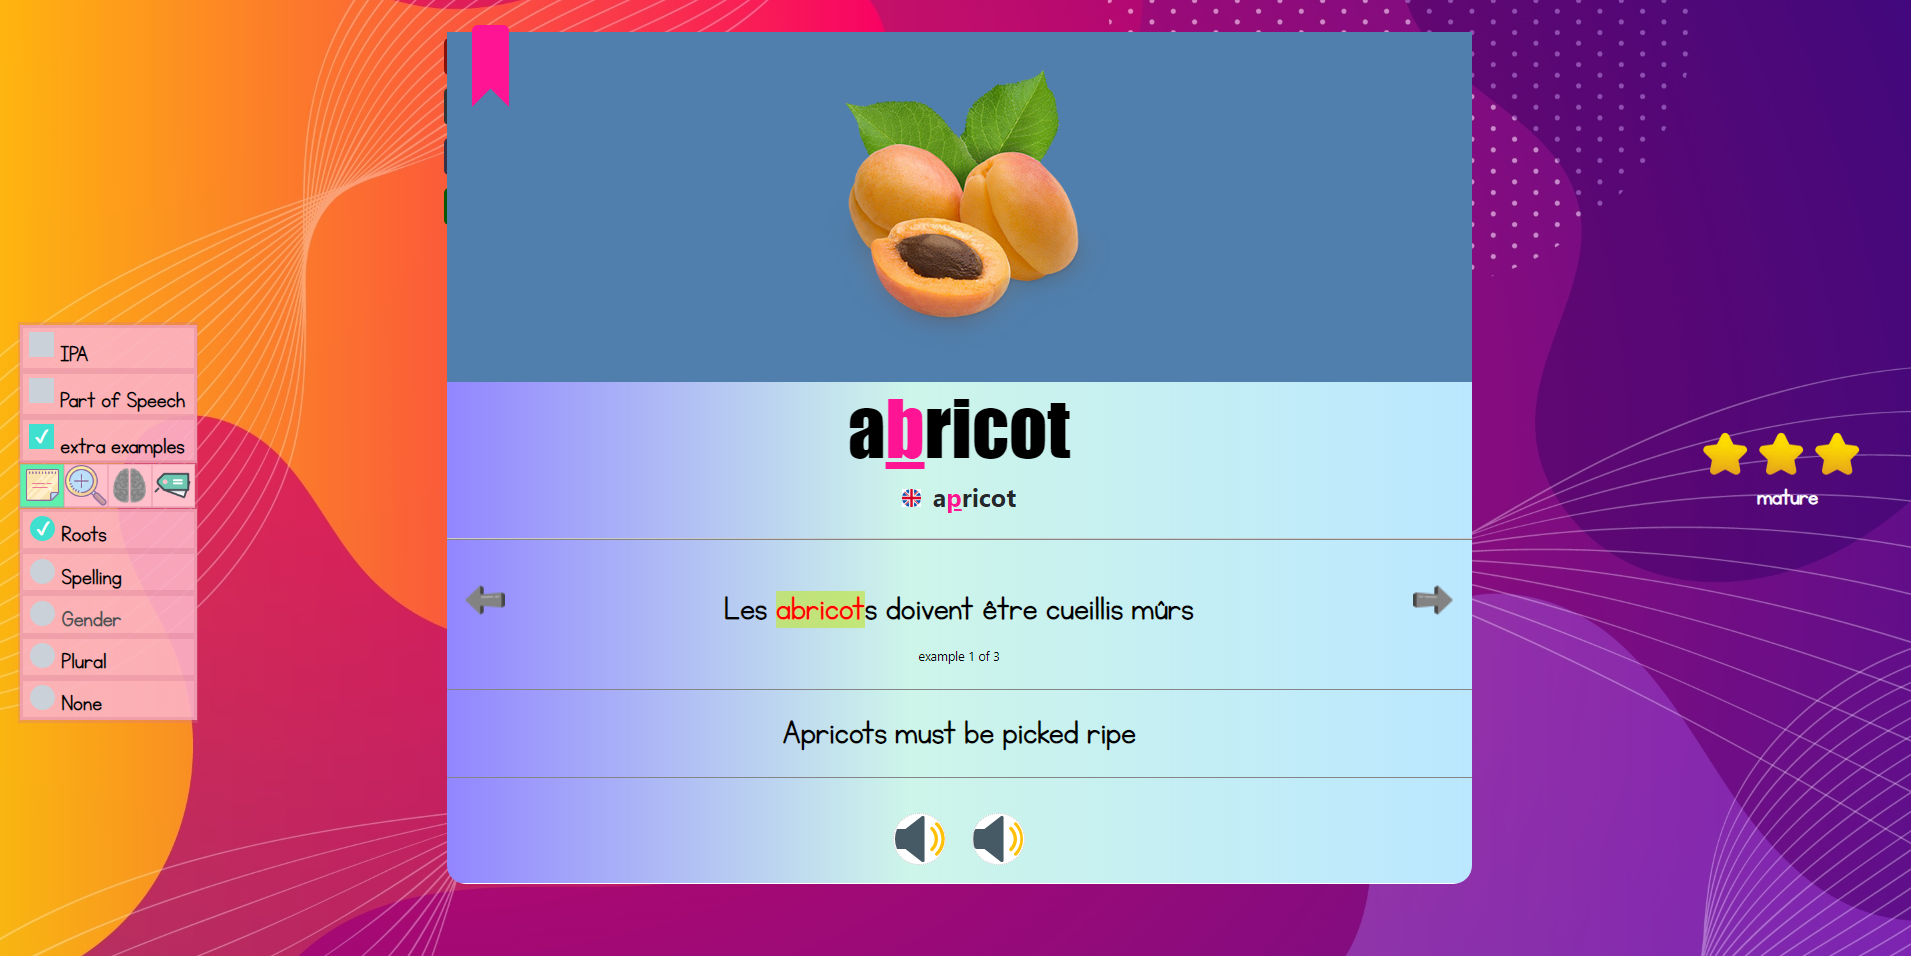 IPA
Part of Speech
extra examples
Roots
Spelling
Gender
Plural
None
abricot
apricot
Les abricots doivent être cueillis mûrs
example 1 of 3
Apricots must be picked ripe
mature